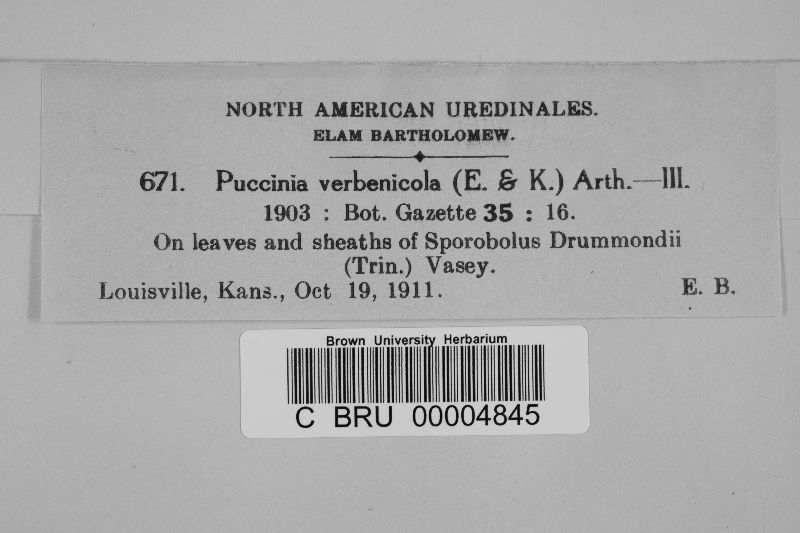 NORTH AMERICAN UREDINALES.
ELAM BARTHOLOMEW.
671. Puccinia verbenicola (E. & K.) Arth.—III.
1903 : Bot. Gazette 35 : 16.
On leaves and sheaths of Sporobolus Drummondii
(Trin.) Vasey.
Louisville, Kans., Oct 19, 1911. E. B.
Brown University Herbarium
C BRU 00004845